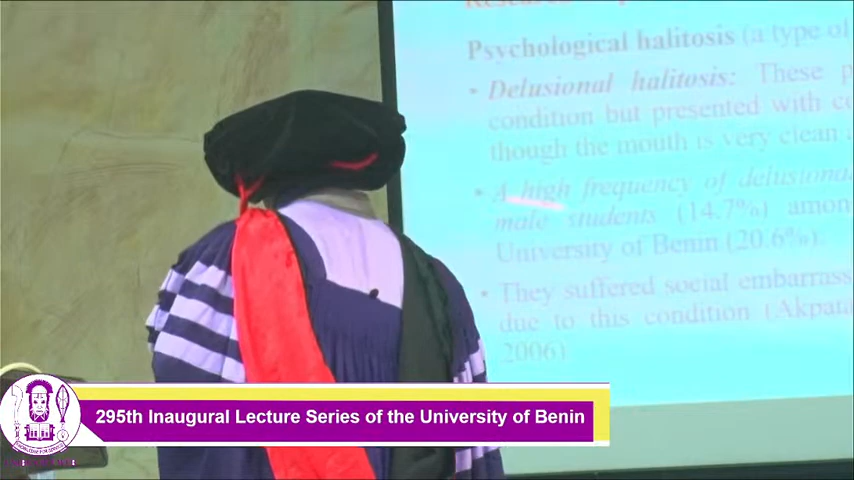 Psychological halitosis (a type of
• Delusional halitosis: These p
condition but presented with co
though the mouth is very clean
• A high frequency of delusiona
male students (14.7%) amon
University of Benin (20.6%).
• They suffered social embarrass
due to this condition (Akpata
2006)
295th Inaugural Lecture Series of the University of Benin